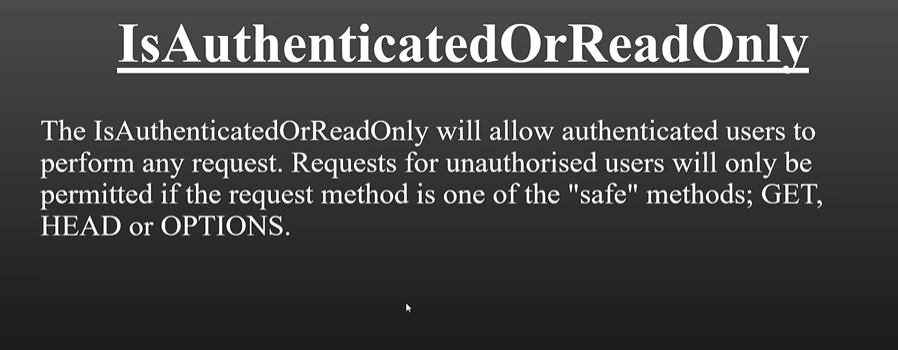 IsAuthenticatedOrReadOnly
The IsAuthenticatedOrReadOnly will allow authenticated users to
perform any request. Requests for unauthorised users will only be
permitted if the request method is one of the "safe" methods; GET,
HEAD or OPTIONS.